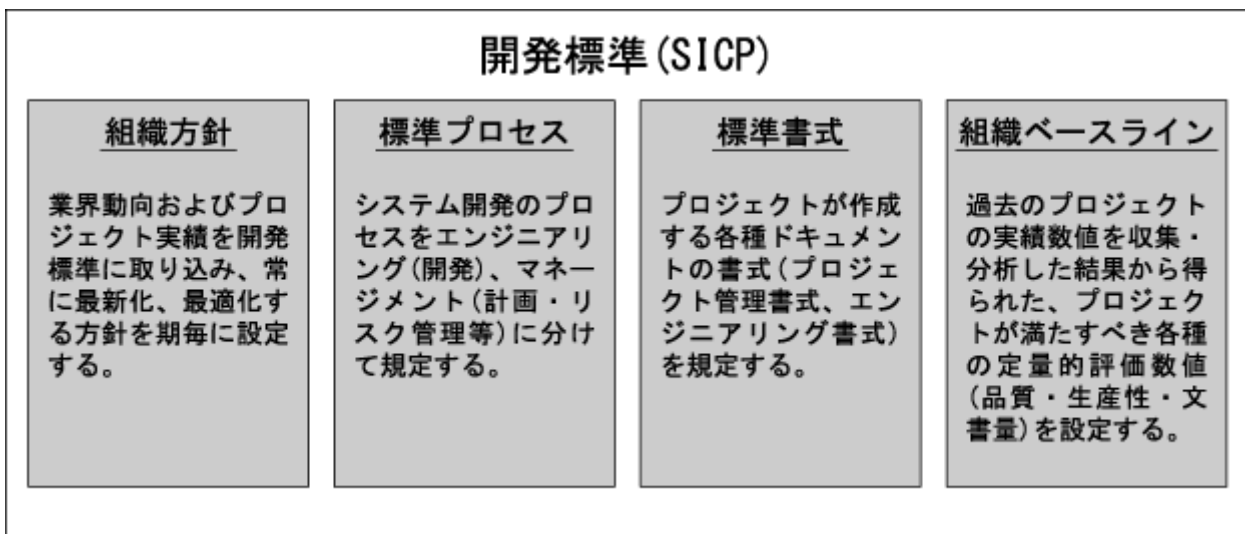 開発標準(SICP)
組織方針
業界動向およびプロ
ジェクト実績を開発
標準に取り込み、常
に最新化、最適化す
る方針を期毎に設定
する。
標準プロセス
システム開発のプロ
セスをエンジニアリ
ング(開発)、マネー
ジメント(計画・リ
スク管理等)に分け
て規定する。
標準書式
プロジェクトが作成
する各種ドキュメン
トの書式(プロジェ
クト管理書式、エン
ジニアリング書式)
を規定する。
組織ベースライン
過去のプロジェクト
の実績数値を収集・
分析した結果から得
られた、プロジェク
トが満たすべき各種
の定量的評価数値
(品質・生産性・文
書量)を設定する。